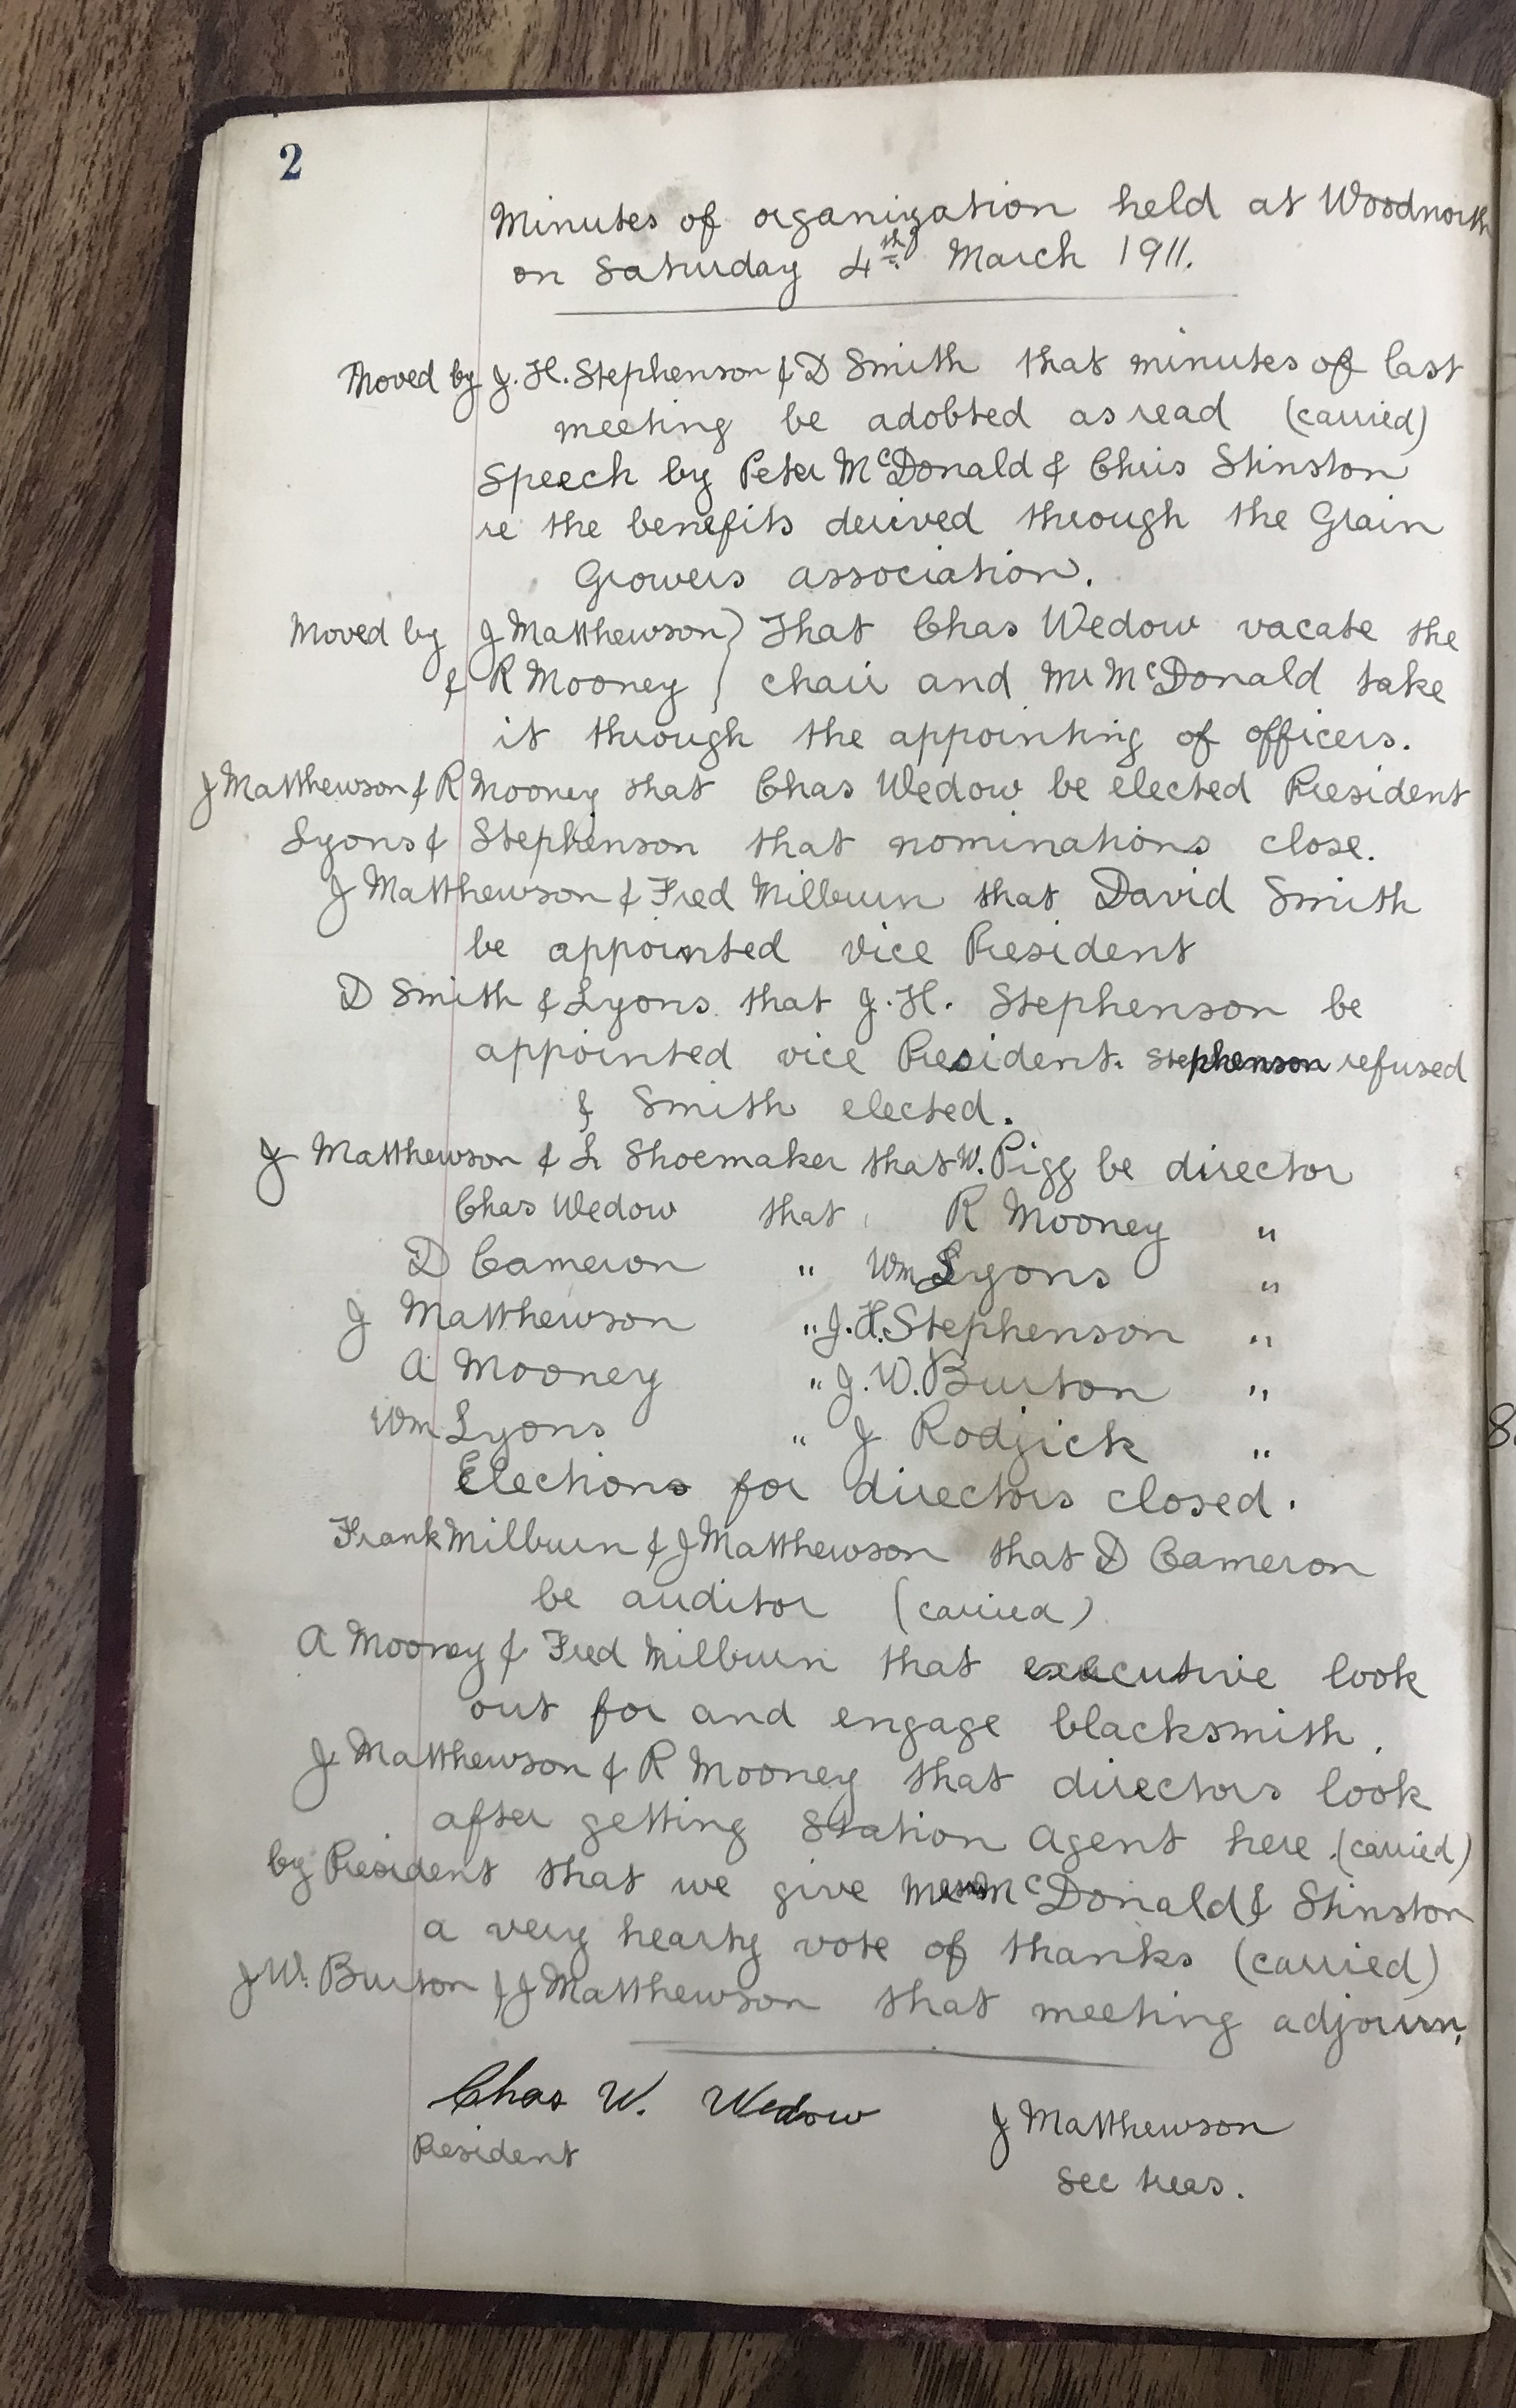 2
Minutes of organization held at Woodnorth
on Saturday 4th March 1911.
Moved by J. H. Stephenson & D Smith that minutes of last
meeting be adobted as read (carried)
Speech by Peter McDonald & Chris Stinston
re the benefits derived through the Grain
Growers association.
Moved by J Matthewson } That Chas Wedow vacate the
& R Mooney } chair and Mr McDonald take
it through the appointing of officers.
J Matthewson & R Mooney that Chas Wedow be elected President
Lyons & Stephenson that nominations close.
J Matthewson & Fred Milburn that David Smith
be appointed vice President
D Smith & Lyons that J. H. Stephenson be
appointed vice President. Stephenson refused
& Smith elected.
J Matthewson & L Shoemaker that W. Pigg be director
Chas Wedow that R Mooney "
D Cameron " Wm Lyons "
J Matthewson " J. H. Stephenson "
A Mooney " J. W. Burton "
Wm Lyons " J Rodjick "
Elections for directors closed.
Frank Milburn & J Matthewson that D Cameron
be auditor (carried)
A Mooney & Fred Milburn that executive look
out for and engage blacksmith.
J Matthewson & R Mooney that directors look
after getting Station Agent here. (carried)
by President that we give McDonald & Stinston
a very hearty vote of thanks (carried)
J W. Burton & J Matthewson that meeting adjourn.
Chas W. Wedow J Matthewson
President Sec treas.
8